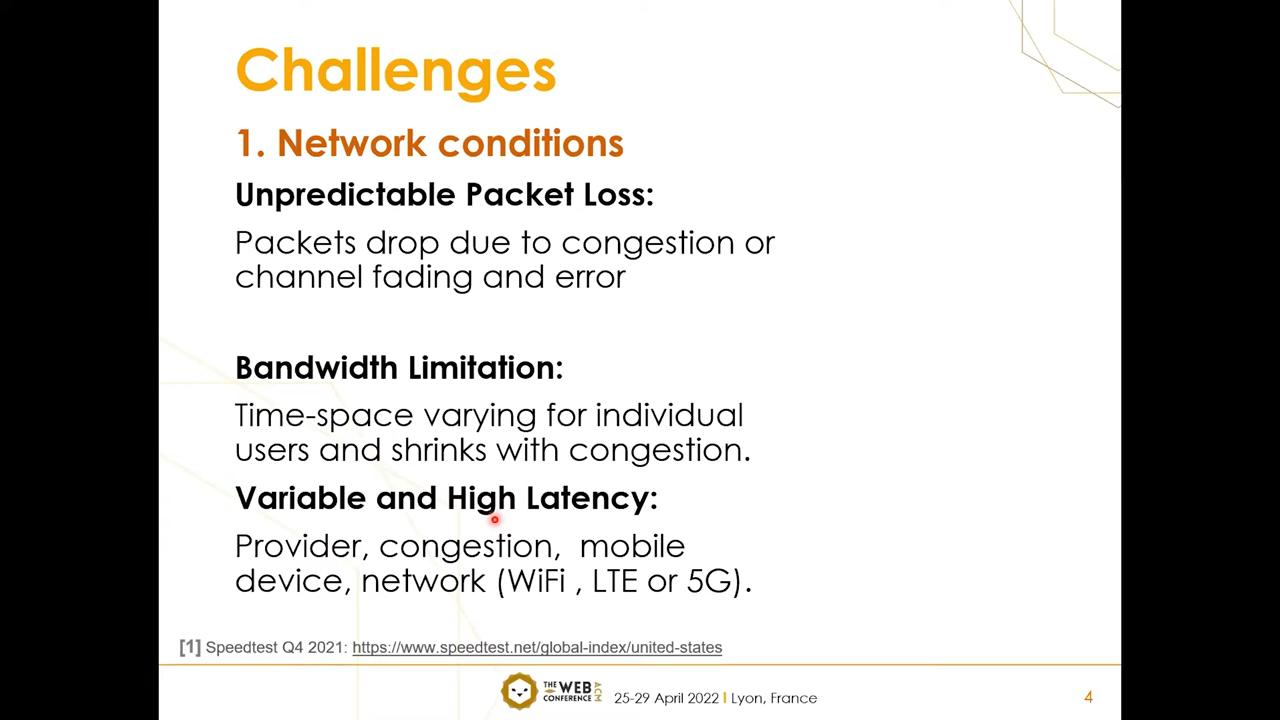 Challenges
1. Network conditions
Unpredictable Packet Loss:
Packets drop due to congestion or
channel fading and error
Bandwidth Limitation:
Time-space varying for individual
users and shrinks with congestion.
Variable and High Latency:
Provider, congestion,  mobile
device, network (WiFi , LTE or 5G).
[1] Speedtest Q4 2021: https://www.speedtest.net/global-index/united-states
THE WEB CONFERENCE ACM
25-29 April 2022 I Lyon, France
4